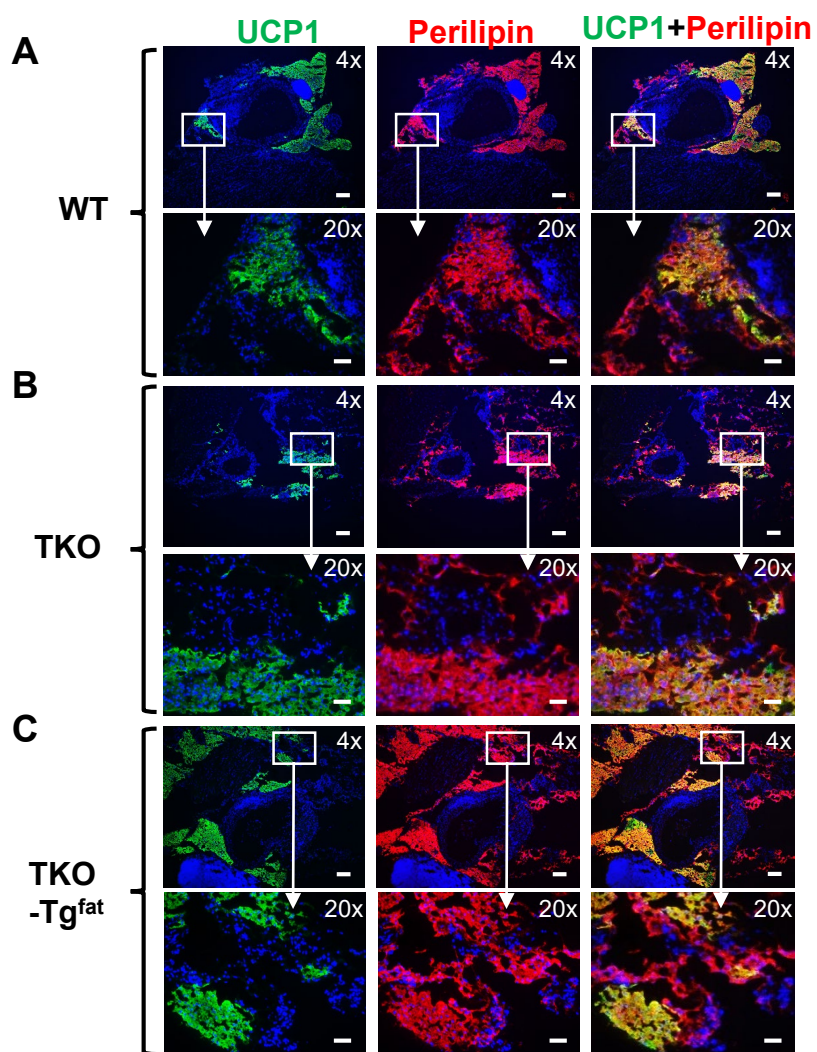 UCP1 Perilipin UCP1+Perilipin
A
4x 4x 4x
WT
20x 20x 20x
B
4x 4x 4x
TKO
20x 20x 20x
C
4x 4x 4x
TKO
-Tgfat
20x 20x 20x